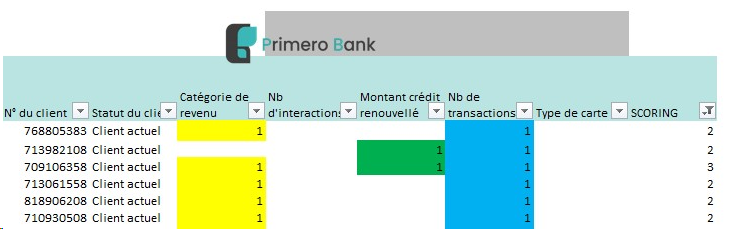 Primero Bank
Catégorie de Nb Montant crédit Nb de
N° du client Statut du clie revenu d'interactions renouvellé transactions Type de carte SCORING
768805383 Client actuel 1 1 2
713982108 Client actuel 1 1 2
709106358 Client actuel 1 1 1 3
713061558 Client actuel 1 1 2
818906208 Client actuel 1 1 2
710930508 Client actuel 1 1 2